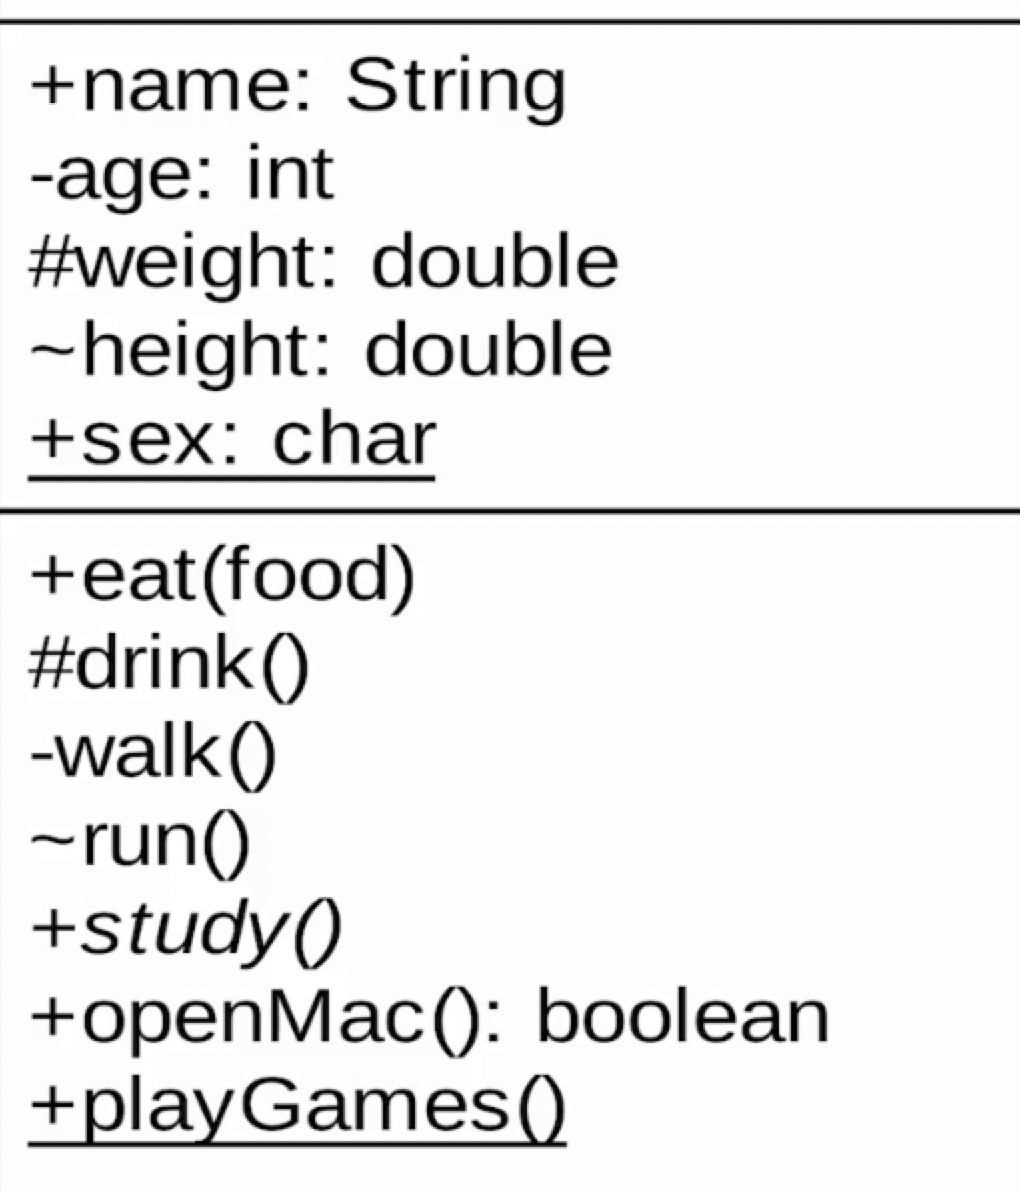 +name: String
-age: int
#weight: double
~height: double
+sex: char
+eat(food)
#drink()
-walk()
~run()
+study()
+openMac(): boolean
+playGames()